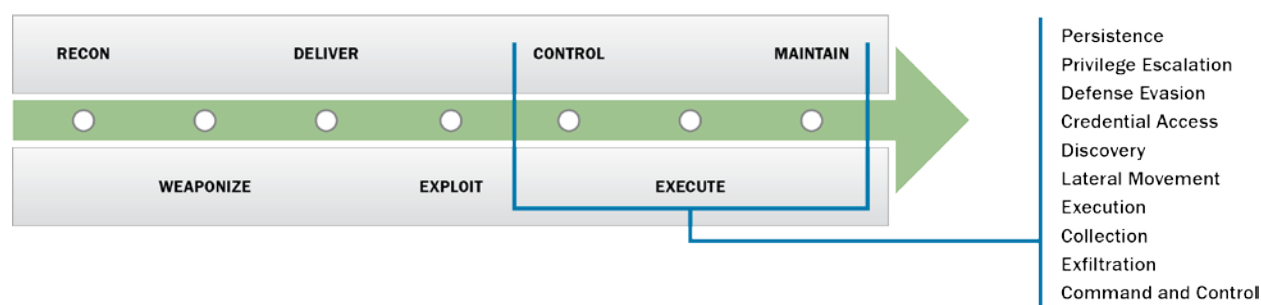 RECON
DELIVER
CONTROL
MAINTAIN
WEAPONIZE
EXPLOIT
EXECUTE
Persistence
Privilege Escalation
Defense Evasion
Credential Access
Discovery
Lateral Movement
Execution
Collection
Exfiltration
Command and Control